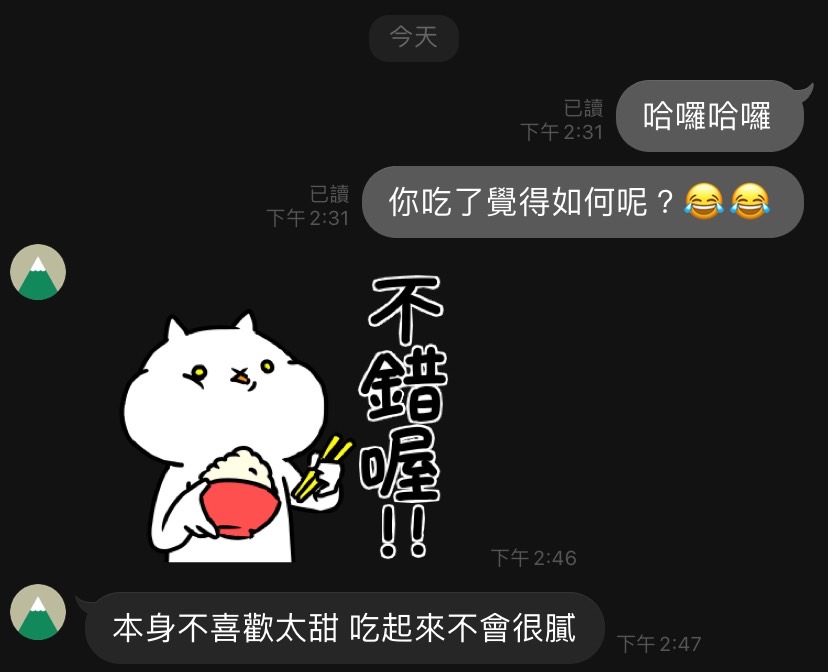 今天
哈囉哈囉
已讀
下午 2:31
你吃了覺得如何呢？😂😂
已讀
下午 2:31
不錯喔!!
下午 2:46
本身不喜歡太甜 吃起來不會很膩
下午 2:47